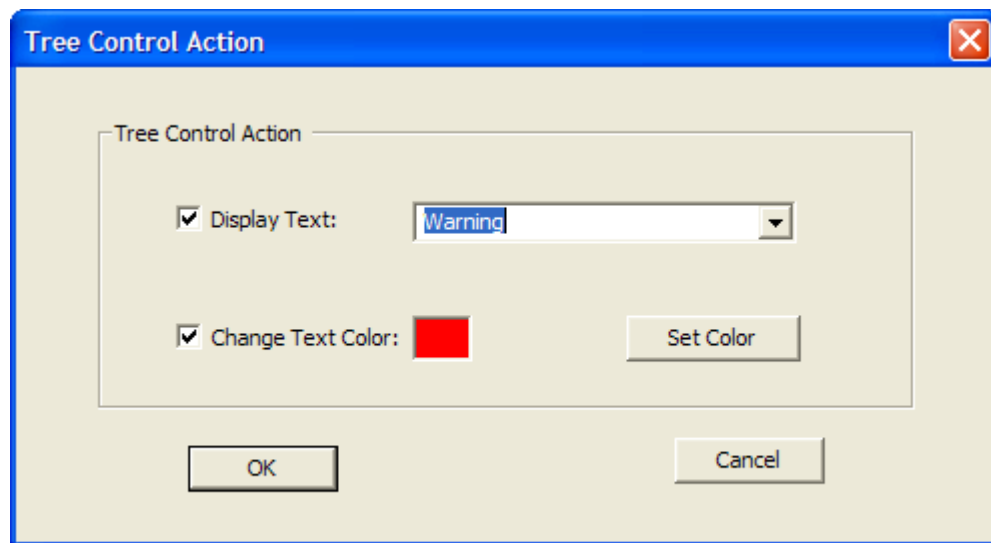 Tree Control Action
Tree Control Action
Display Text: Warning
Change Text Color: Set Color
OK Cancel